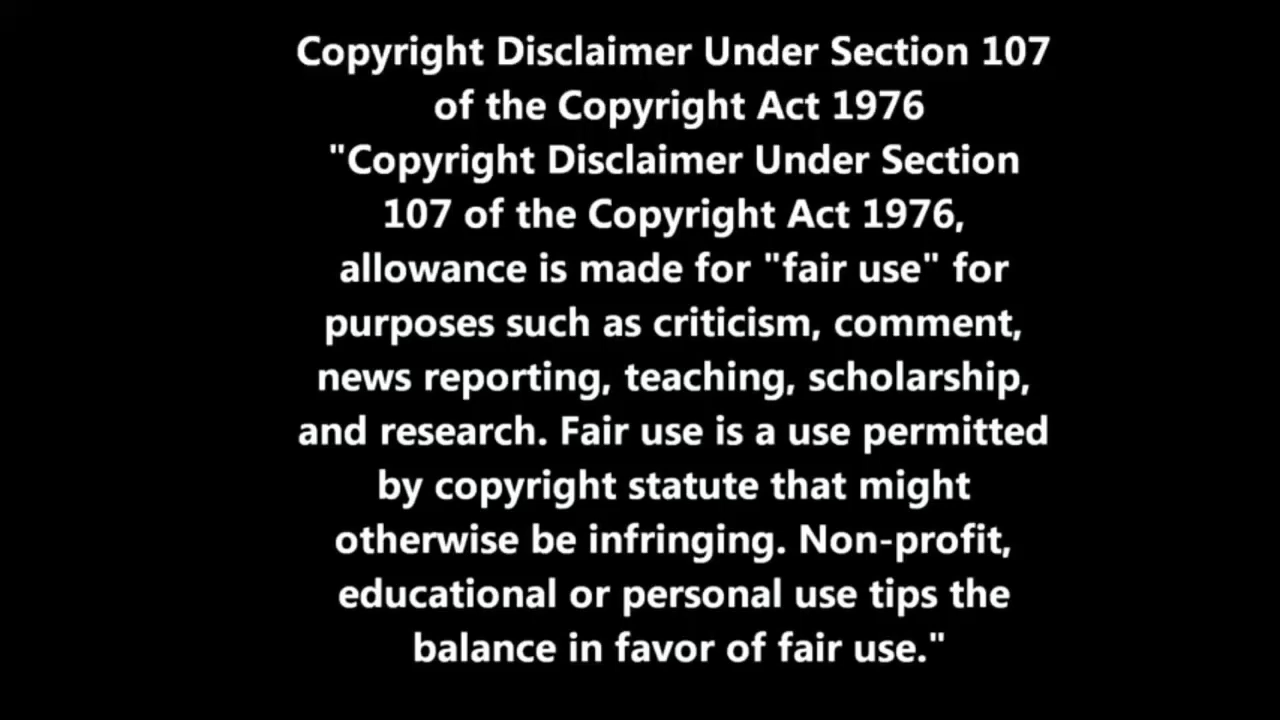 Copyright Disclaimer Under Section 107
of the Copyright Act 1976
"Copyright Disclaimer Under Section
107 of the Copyright Act 1976,
allowance is made for "fair use" for
purposes such as criticism, comment,
news reporting, teaching, scholarship,
and research. Fair use is a use permitted
by copyright statute that might
otherwise be infringing. Non-profit,
educational or personal use tips the
balance in favor of fair use."